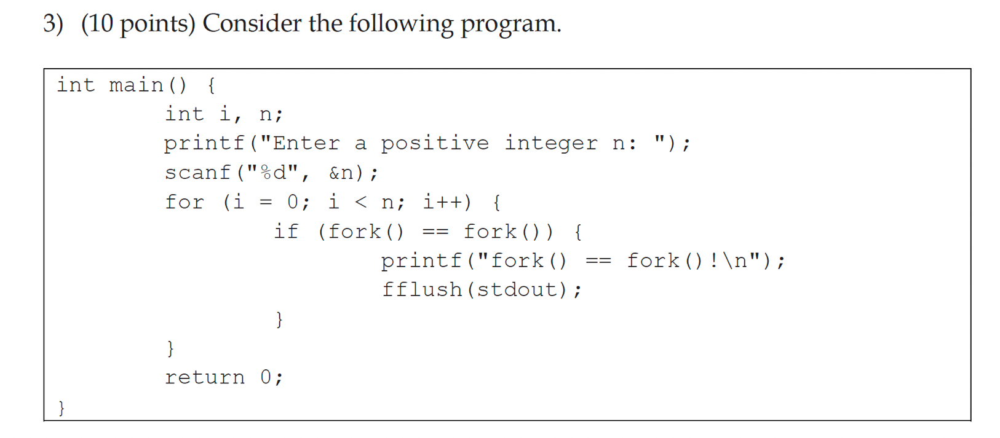 3) (10 points) Consider the following program.
int main() {
int i, n;
printf("Enter a positive integer n: ");
scanf("%d", &n);
for (i = 0; i < n; i++) {
if (fork() == fork()) {
printf("fork() == fork()!\n");
fflush(stdout);
}
}
return 0;
}